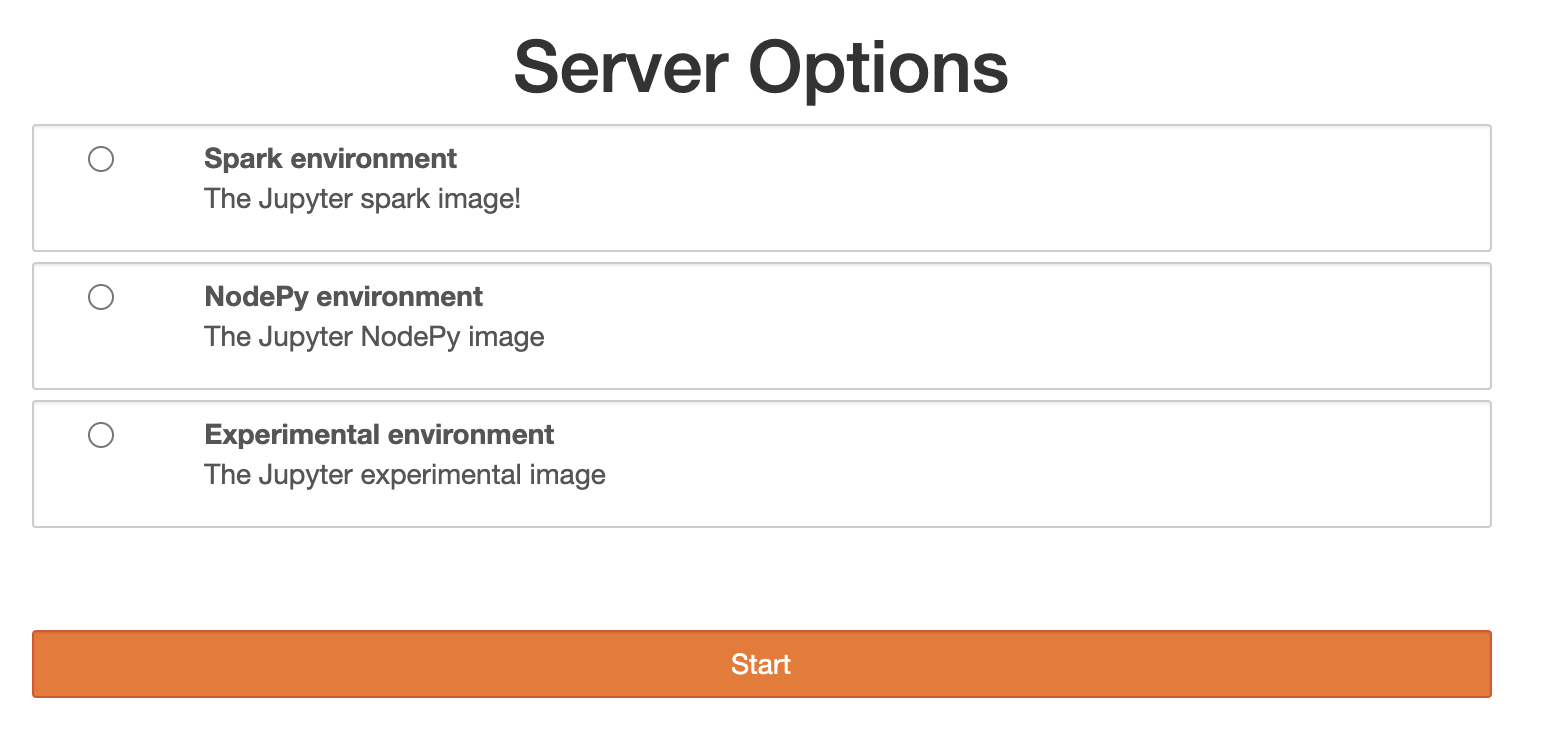 Server Options
Spark environment
The Jupyter spark image!
NodePy environment
The Jupyter NodePy image
Experimental environment
The Jupyter experimental image
Start